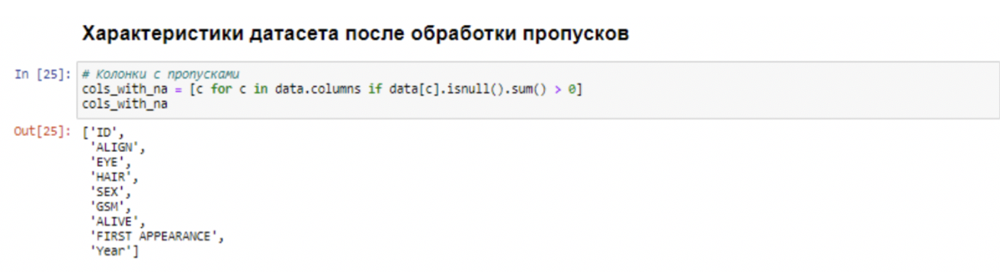 Характеристики датасета после обработки пропусков
In [25]: # Колонки с пропусками
cols_with_na = [c for c in data.columns if data[c].isnull().sum() > 0]
cols_with_na
Out[25]: ['ID',
'ALIGN',
'EYE',
'HAIR',
'SEX',
'GSM',
'ALIVE',
'FIRST APPEARANCE',
'Year']